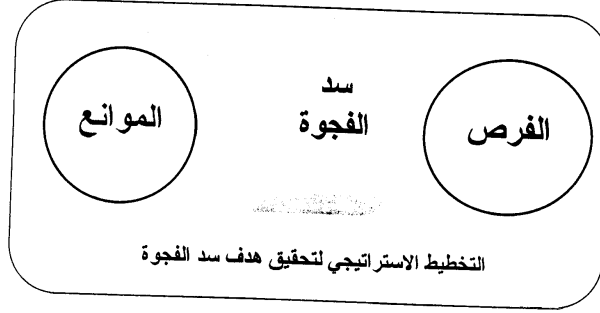 سد
الفرص
الفجوة
الموانع
التخطيط الاستراتيجي لتحقيق هدف سد الفجوة